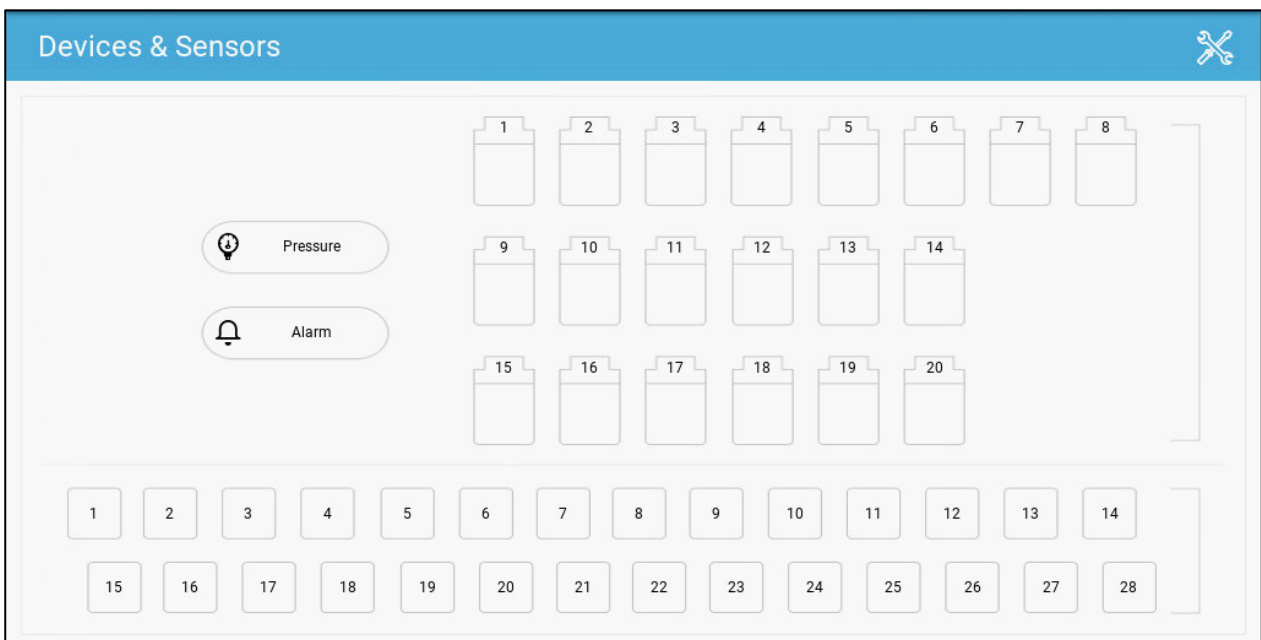 Devices & Sensors
1 2 3 4 5 6 7 8
Pressure
9 10 11 12 13 14
Alarm
15 16 17 18 19 20
1 2 3 4 5 6 7 8 9 10 11 12 13 14
15 16 17 18 19 20 21 22 23 24 25 26 27 28